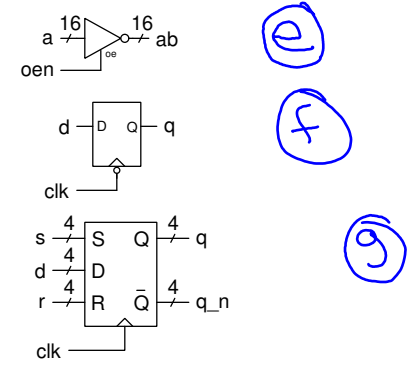 16 16
a ab
oe
oen
e
d D Q q
clk
f
4 4
s S Q q
4
d D
4 4
r R Q̅ q_n
clk
g